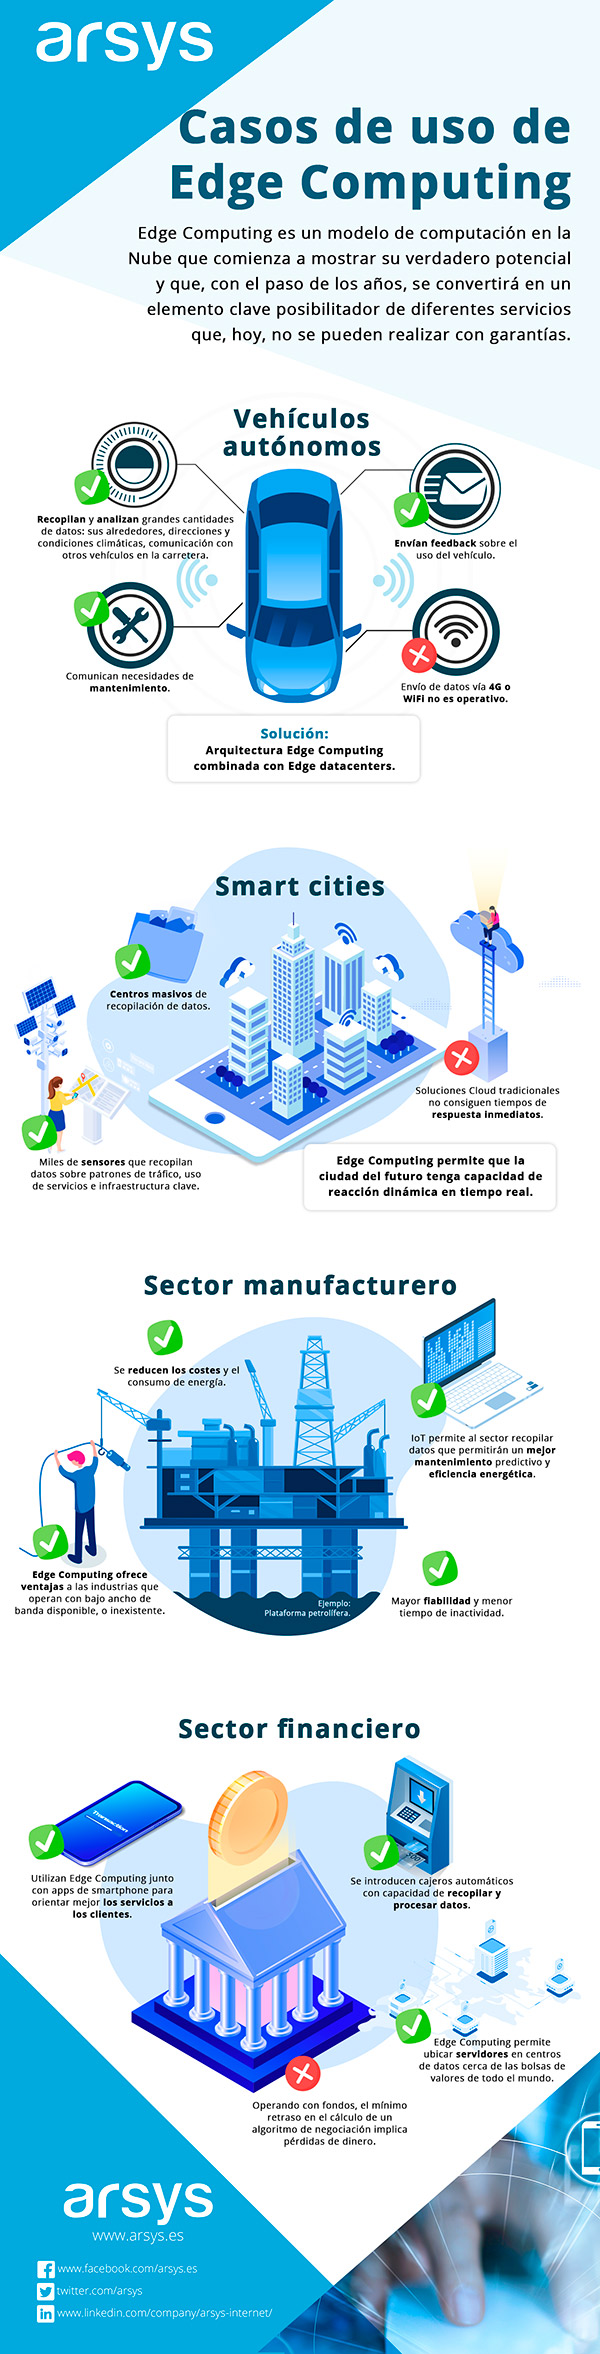 arsys
Casos de uso de
Edge Computing
Edge Computing es un modelo de computación en la
Nube que comienza a mostrar su verdadero potencial
y que, con el paso de los años, se convertirá en un
elemento clave posibilitador de diferentes servicios
que, hoy, no se pueden realizar con garantías.
Vehículos
autónomos
Recopilan y analizan grandes cantidades
de datos: sus alrededores, direcciones y
condiciones climáticas, comunicación con
otros vehículos en la carretera.
Envían feedback sobre el
uso del vehículo.
Comunican necesidades de
mantenimiento.
Envío de datos vía 4G o
WiFi no es operativo.
Solución:
Arquitectura Edge Computing
combinada con Edge datacenters.
Smart cities
Centros masivos de
recopilación de datos.
Soluciones Cloud tradicionales
no consiguen tiempos de
respuesta inmediatos.
Miles de sensores que recopilan
datos sobre patrones de tráfico, uso
de servicios e infraestructura clave.
Edge Computing permite que la
ciudad del futuro tenga capacidad de
reacción dinámica en tiempo real.
Sector manufacturero
Se reducen los costes y el
consumo de energía.
IoT permite al sector recopilar
datos que permitirán un mejor
mantenimiento predictivo y
eficiencia energética.
Edge Computing ofrece
ventajas a las industrias que
operan con bajo ancho de
banda disponible, o inexistente.
Ejemplo:
Plataforma petrolífera.
Mayor fiabilidad y menor
tiempo de inactividad.
Sector financiero
Transaction
Utilizan Edge Computing junto
con apps de smartphone para
orientar mejor los servicios a
los clientes.
Se introducen cajeros automáticos
con capacidad de recopilar y
procesar datos.
Edge Computing permite
ubicar servidores en centros
de datos cerca de las bolsas de
valores de todo el mundo.
Operando con fondos, el mínimo
retraso en el cálculo de un
algoritmo de negociación implica
pérdidas de dinero.
arsys
www.arsys.es
www.facebook.com/arsys.es
twitter.com/arsys
www.linkedin.com/company/arsys-internet/